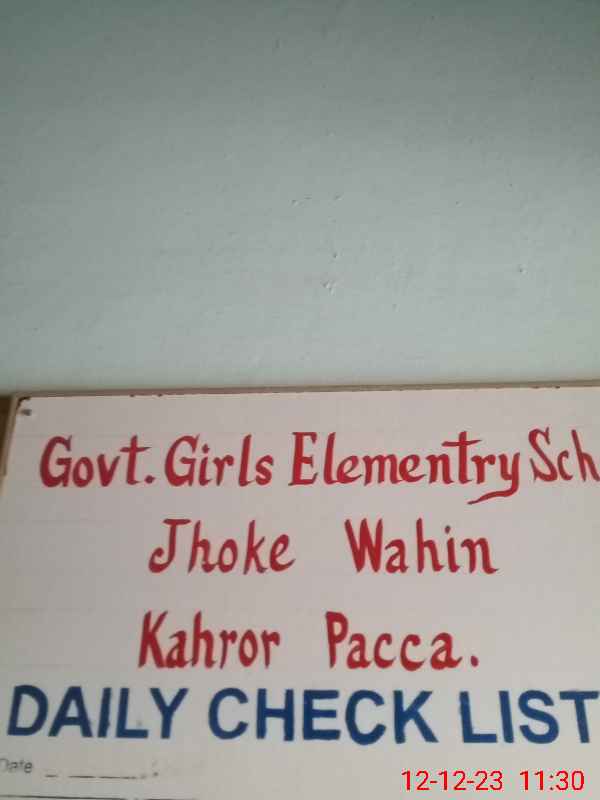 Govt. Girls Elementry Sch
Jhoke Wahin
Kahror Pacca.
DAILY CHECK LIST
Date
12-12-23 11:30